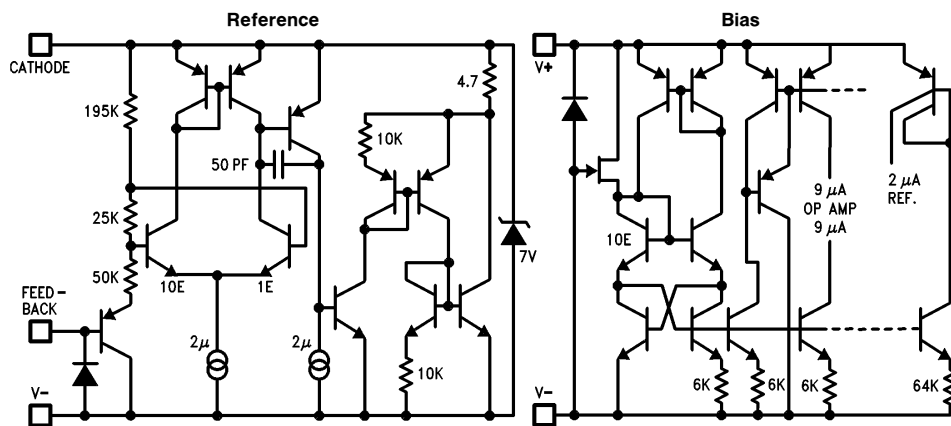 Reference
Bias
CATHODE
195K
25K
50K
FEED-
BACK
V-
10E
1E
50 PF
2µ
2µ
10K
10K
4.7
7V
V+
10E
9 µA
OP AMP
9 µA
2 µA
REF.
V-
6K
6K
6K
64K